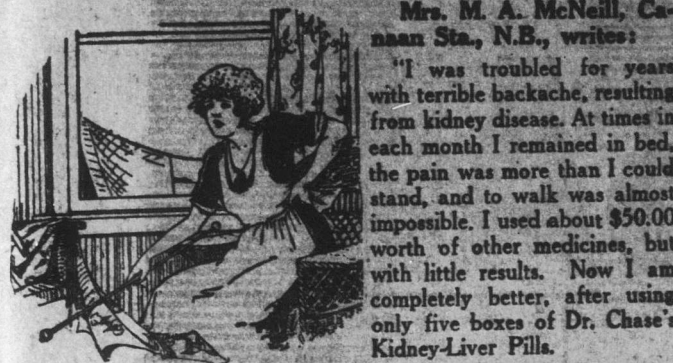 Mrs. M. A. McNeill, Ca-
naan Sta., N.B., writes:
"I was troubled for years
with terrible backache, resulting
from kidney disease. At times in
each month I remained in bed,
the pain was more than I could
stand, and to walk was almost
impossible. I used about $50.00
worth of other medicines, but
with little results. Now I am
completely better, after using
only five boxes of Dr. Chase's
Kidney-Liver Pills.